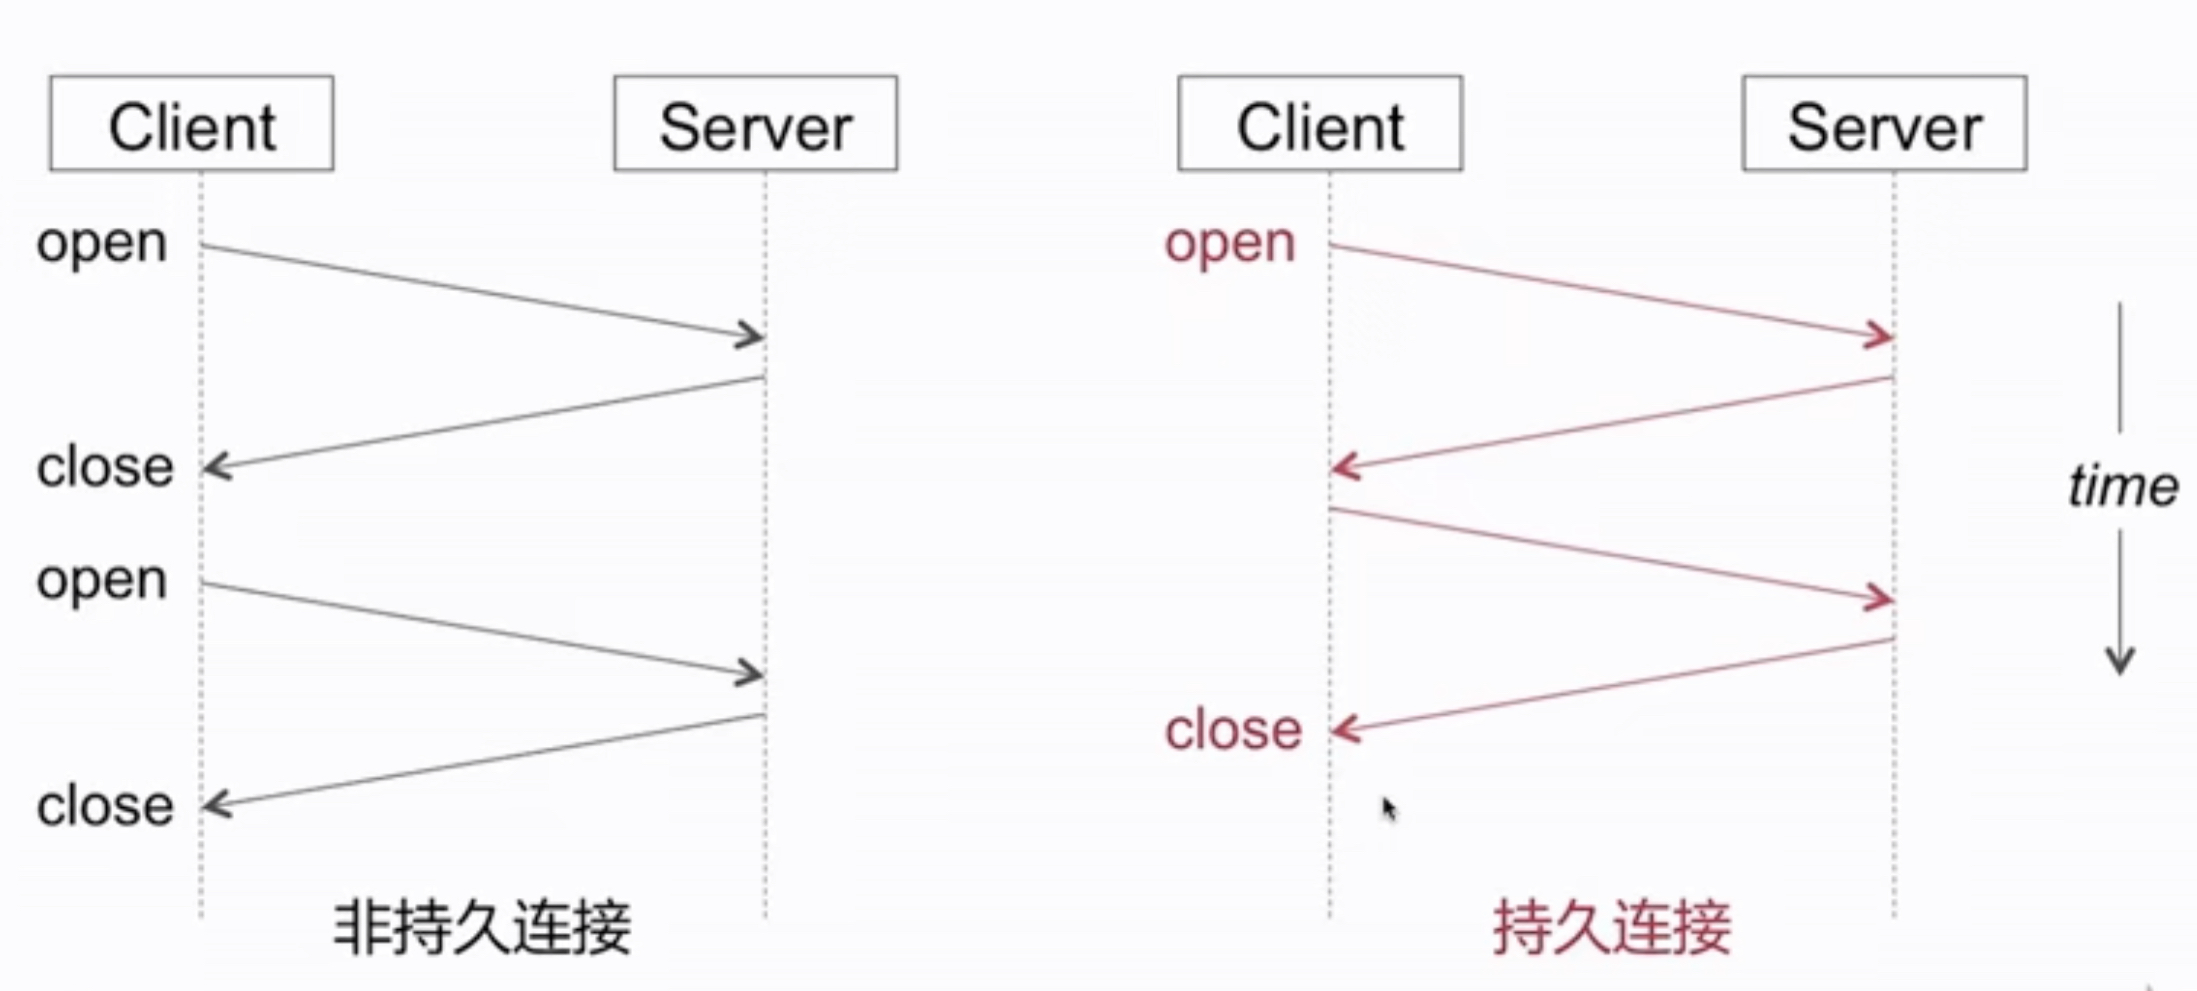 Client
Server
open
close
open
close
非持久连接
Client
Server
open
close
持久连接
time